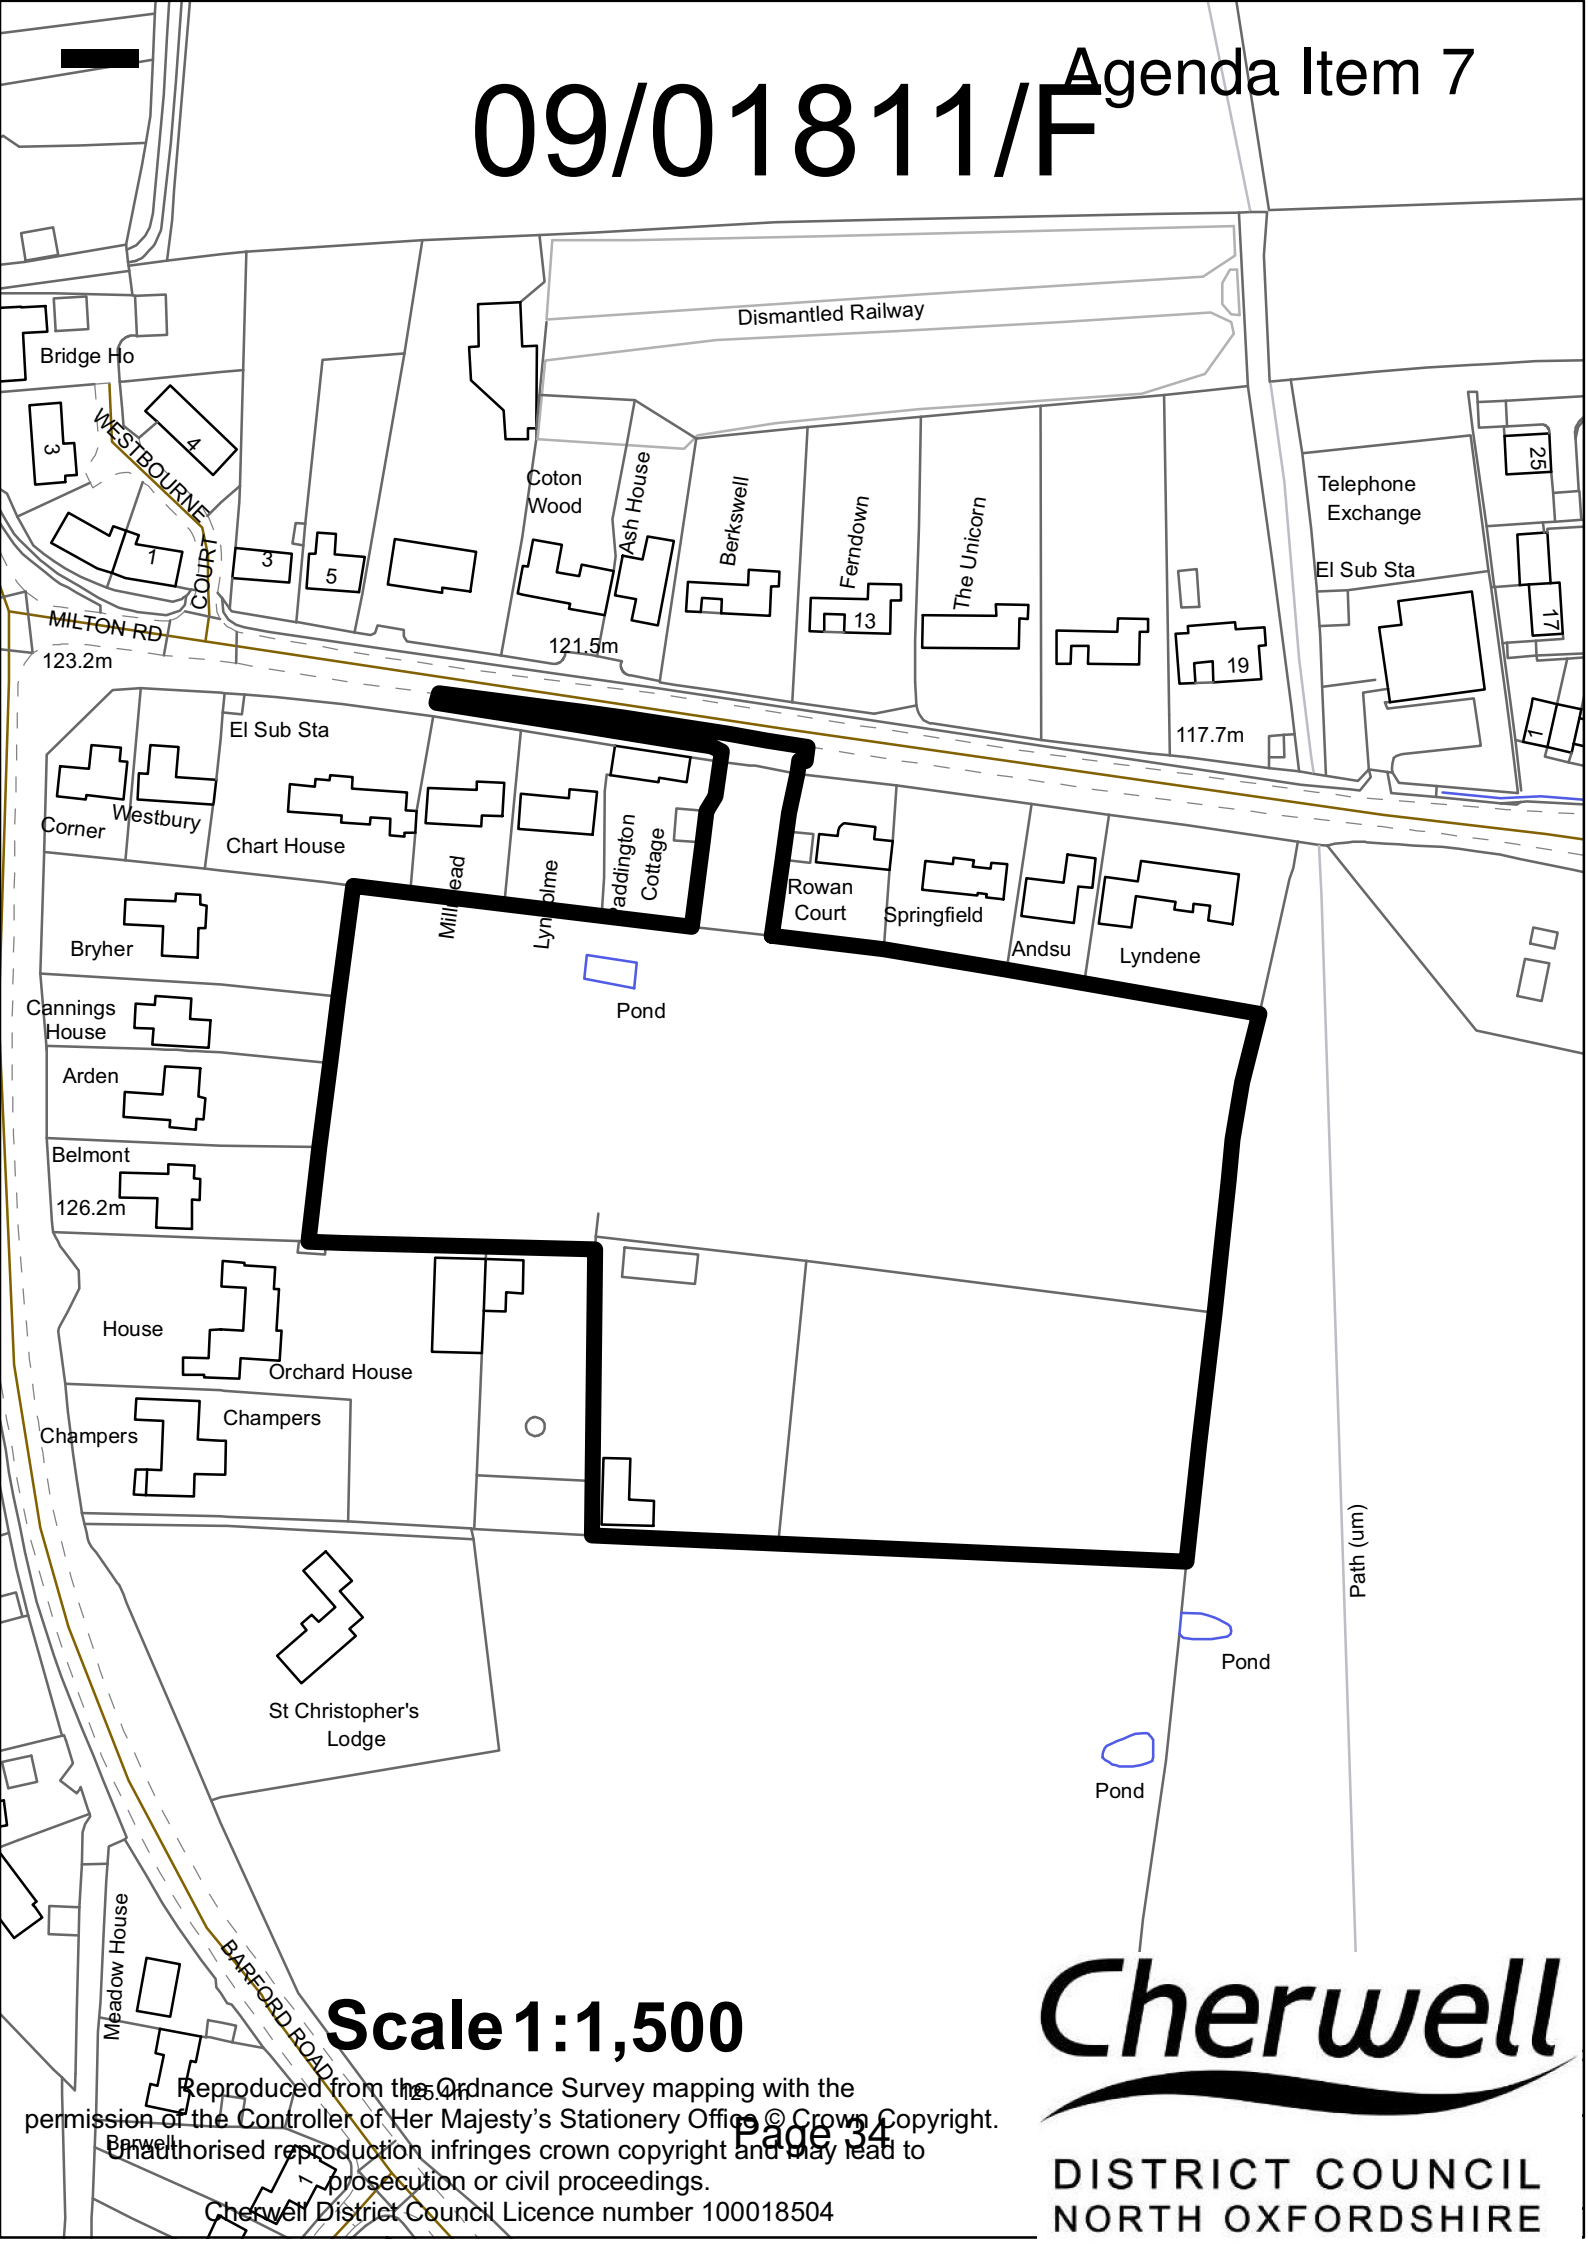 Agenda Item 7
09/01811/F
Dismantled Railway
Bridge Ho
3
4
WESTBOURNE
COURT
1
3
5
Coton
Wood
Ash House
Berkswell
Ferndown
13
The Unicorn
19
Telephone
Exchange
El Sub Sta
25
17
1
MILTON RD
123.2m
121.5m
117.7m
El Sub Sta
Corner
Westbury
Chart House
Cottage
Rowan
Court
Springfield
Andsu
Lyndene
Bryher
Cannings
House
Arden
Belmont
126.2m
Pond
House
Orchard House
Champers
Champers
Path (um)
St Christopher's
Lodge
Pond
Pond
Meadow House
BARFORD ROAD
125.4m
Barwell
1
Scale 1:1,500
Reproduced from the Ordnance Survey mapping with the
permission of the Controller of Her Majesty’s Stationery Office © Crown Copyright.
Unauthorised reproduction infringes crown copyright and may lead to
prosecution or civil proceedings.
Cherwell District Council Licence number 100018504
Page 34
Cherwell
DISTRICT COUNCIL
NORTH OXFORDSHIRE